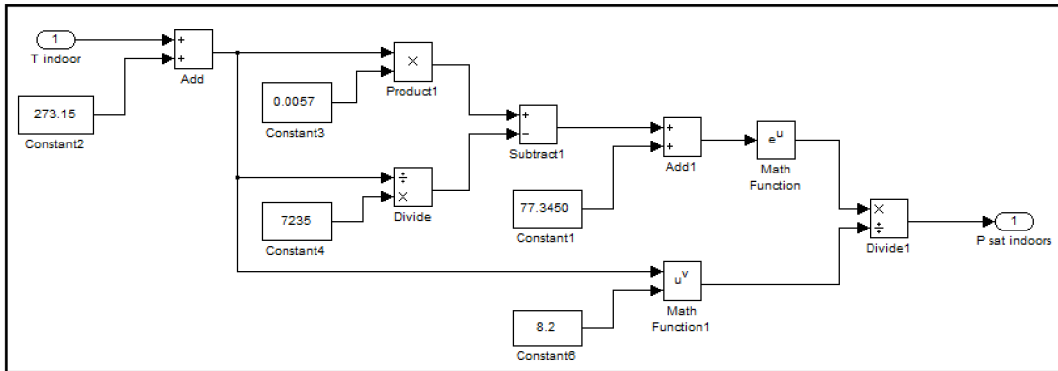 1
T indoor
+
+
Add
273.15
Constant2
0.0057
Constant3
×
Product1
+
−
Subtract1
÷
×
Divide
7235
Constant4
+
+
Add1
77.3450
Constant1
e^u
Math
Function
u^v
Math
Function1
8.2
Constant6
×
÷
Divide1
1
P sat indoors